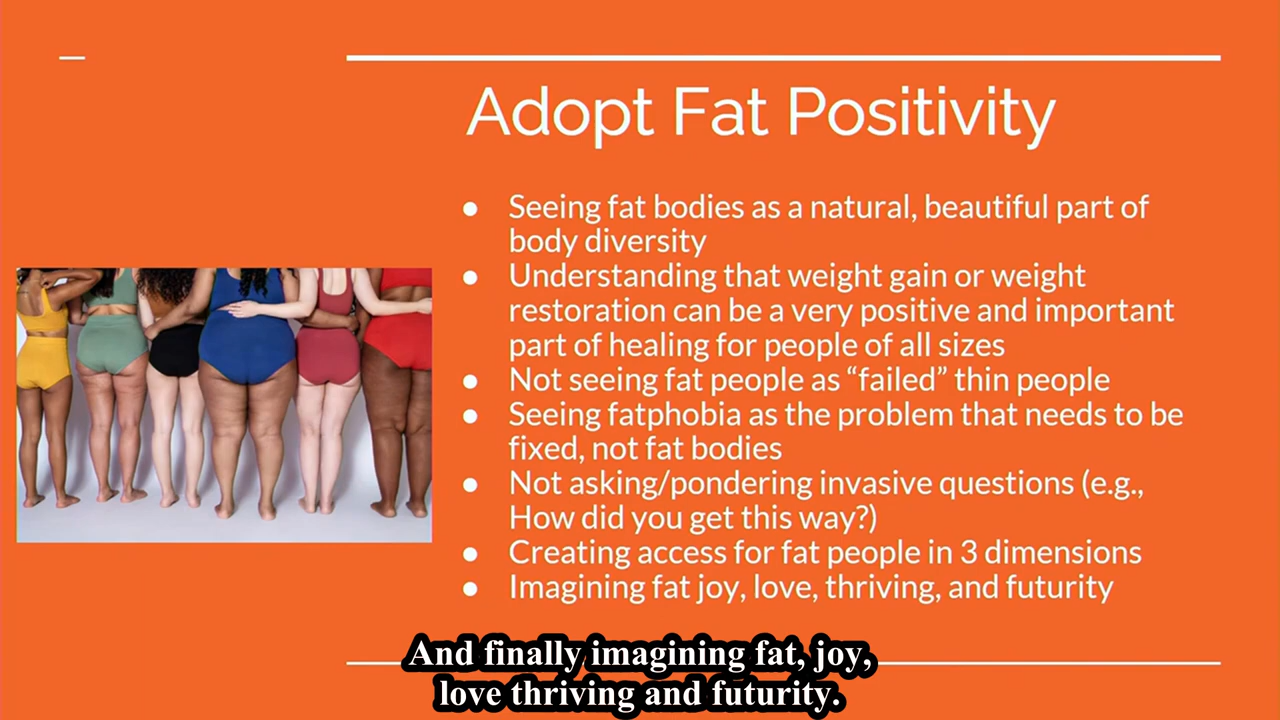 Adopt Fat Positivity
● Seeing fat bodies as a natural, beautiful part of
body diversity
● Understanding that weight gain or weight
restoration can be a very positive and important
part of healing for people of all sizes
● Not seeing fat people as “failed” thin people
● Seeing fatphobia as the problem that needs to be
fixed, not fat bodies
● Not asking/pondering invasive questions (e.g.,
How did you get this way?)
● Creating access for fat people in 3 dimensions
● Imagining fat joy, love, thriving, and futurity
And finally imagining fat, joy,
love thriving and futurity.